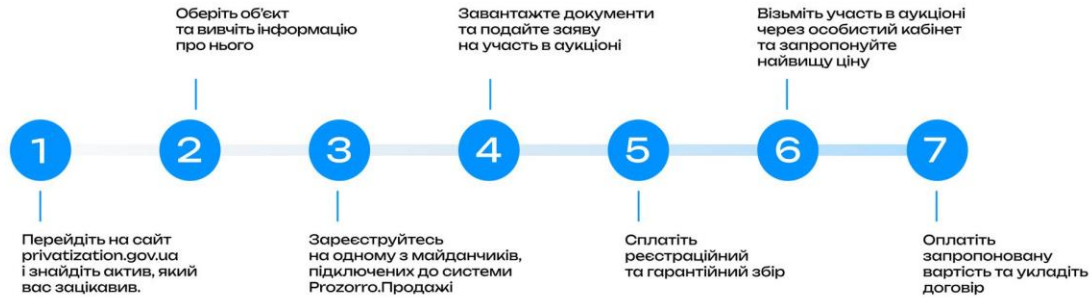 Оберіть об'єкт
та вивчіть інформацію
про нього
Завантажте документи
та подайте заяву
на участь в аукціоні
Візьміть участь в аукціоні
через особистий кабінет
та запропонуйте
найвищу ціну
1
2
3
4
5
6
7
Перейдіть на сайт
privatization.gov.ua
і знайдіть актив, який
вас зацікавив.
Зареєструйтесь
на одному з майданчиків,
підключених до системи
Prozorro.Продажі
Сплатіть
реєстраційний
та гарантійний збір
Оплатіть
запропоновану
вартість та укладіть
договір